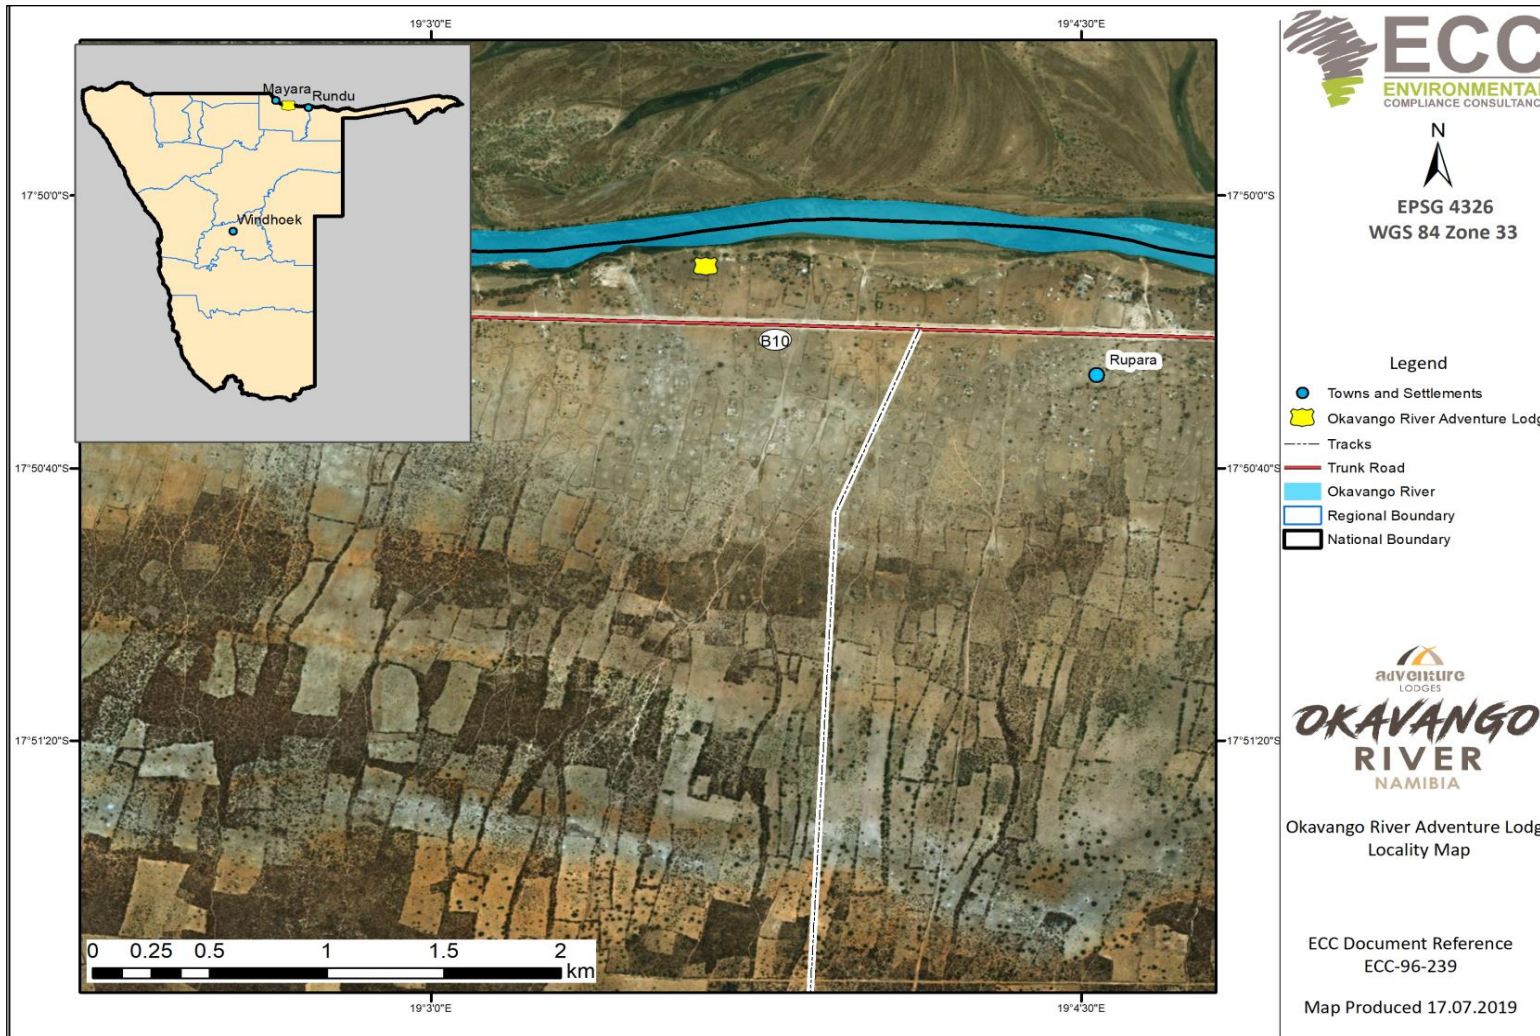 19°3'0"E
19°4'30"E
Mayara
Rundu
Windhoek
17°50'0"S
17°50'0"S
B10
Rupara
17°50'40"S
17°50'40"S
17°51'20"S
17°51'20"S
0 0.25 0.5 1 1.5 2
km
19°3'0"E
19°4'30"E
ECC
ENVIRONMENTAL
COMPLIANCE CONSULTANC
N
EPSG 4326
WGS 84 Zone 33
Legend
Towns and Settlements
Okavango River Adventure Lodg
Tracks
Trunk Road
Okavango River
Regional Boundary
National Boundary
adventure
LODGES
OKAVANGO
RIVER
NAMIBIA
Okavango River Adventure Lodg
Locality Map
ECC Document Reference
ECC-96-239
Map Produced 17.07.2019